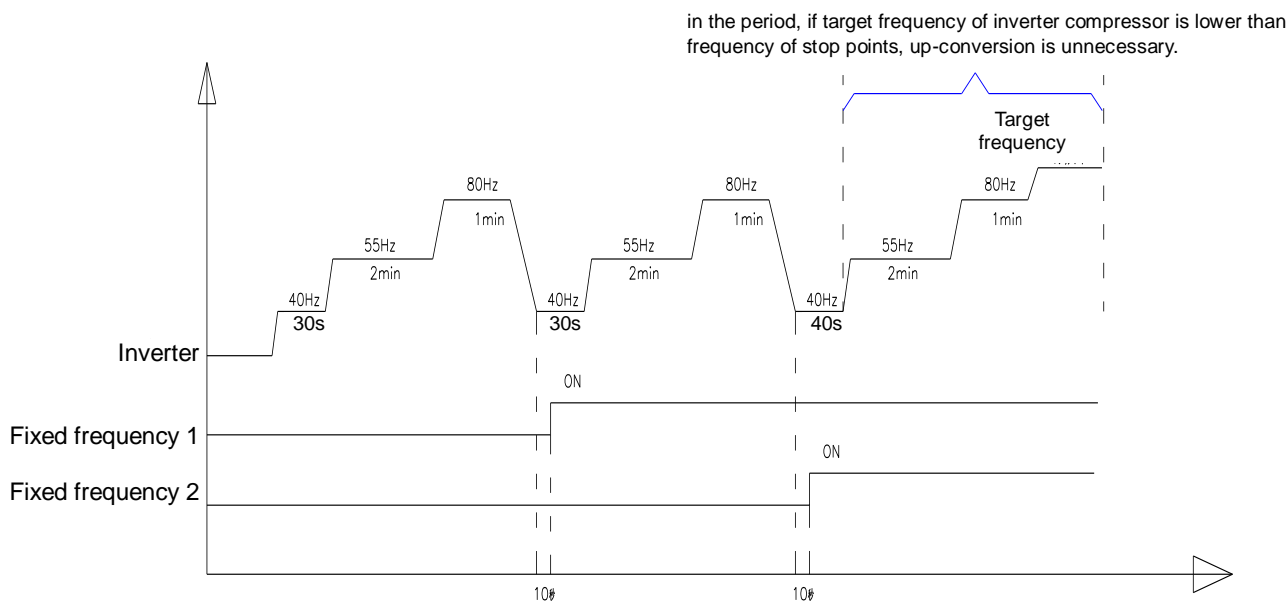 in the period, if target frequency of inverter compressor is lower than
frequency of stop points, up-conversion is unnecessary.
Target
frequency
80Hz
1min
80Hz
1min
80Hz
1min
55Hz
2min
55Hz
2min
55Hz
2min
40Hz
30s
40Hz
30s
40Hz
40s
Inverter
ON
Fixed frequency 1
ON
Fixed frequency 2